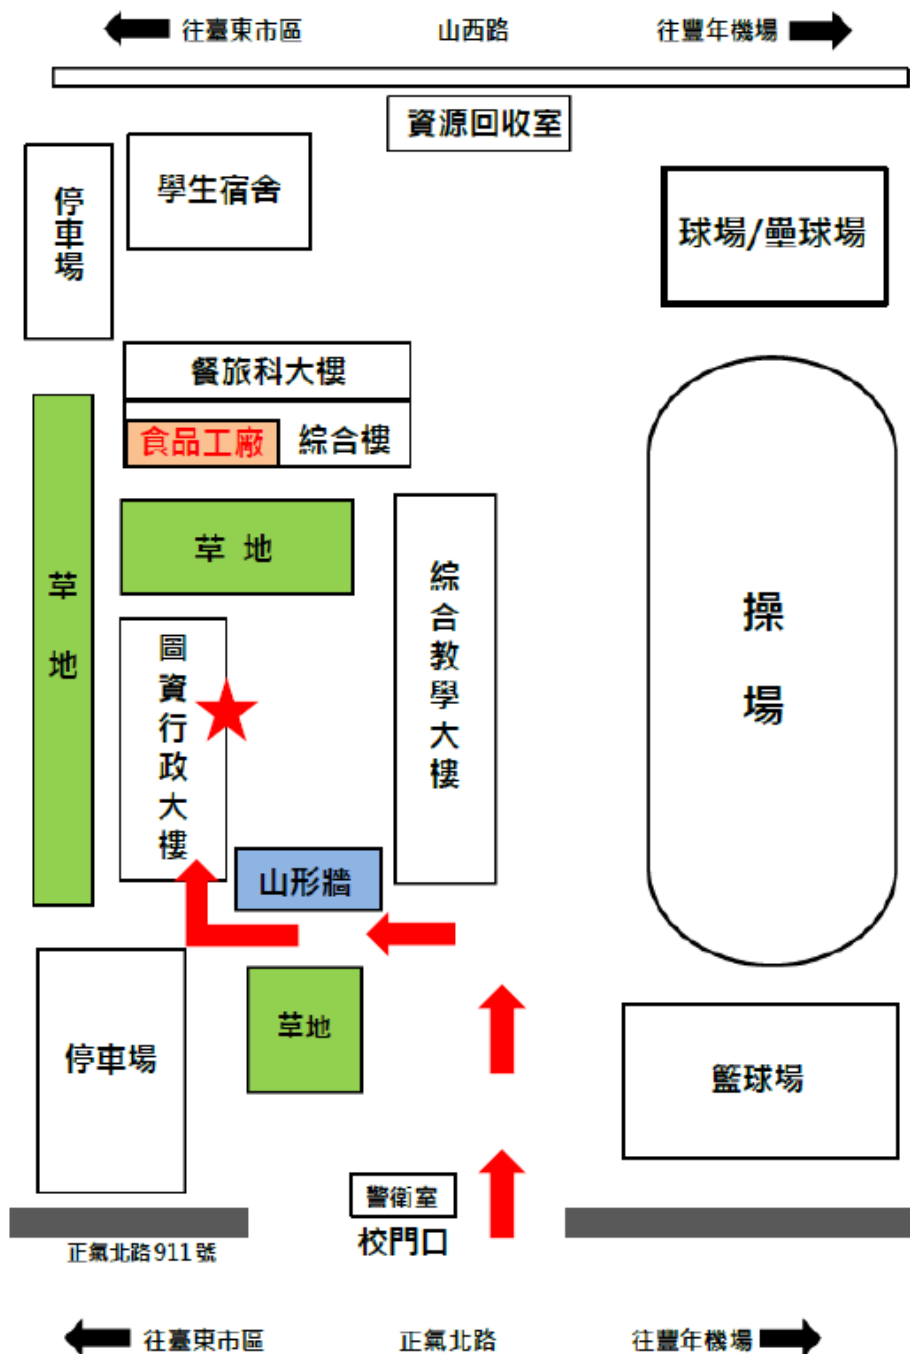 往臺東市區 山西路 往豐年機場
資源回收室
停車場
學生宿舍
球場/壘球場
餐旅科大樓
食品工廠 綜合樓
草地
草 地
圖資行政大樓
綜合教學大樓
操場
山形牆
停車場
草地
籃球場
警衛室
校門口
正氣北路911號
往臺東市區 正氣北路 往豐年機場